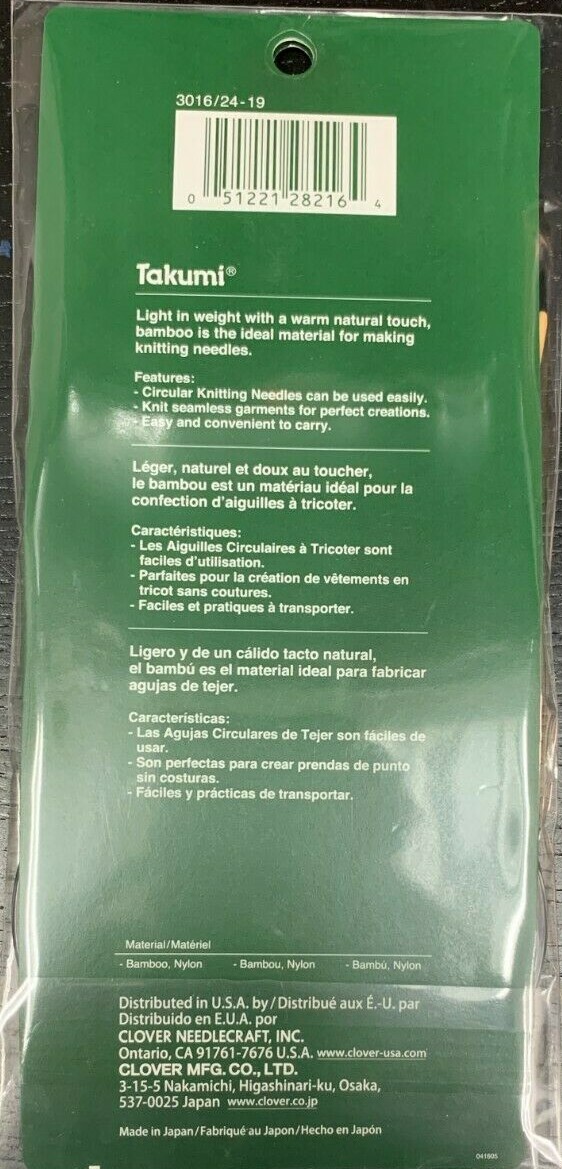 3016/24-19
0 51221 28216 4
Takumi®
Light in weight with a warm natural touch,
bamboo is the ideal material for making
knitting needles.
Features:
- Circular Knitting Needles can be used easily.
- Knit seamless garments for perfect creations.
- Easy and convenient to carry.
Léger, naturel et doux au toucher,
le bambou est un matériau idéal pour la
confection d'aiguilles à tricoter.
Caractéristiques:
- Les Aiguilles Circulaires à Tricoter sont
faciles d'utilisation.
- Parfaites pour la création de vêtements en
tricot sans coutures.
- Faciles et pratiques à transporter.
Ligero y de un cálido tacto natural,
el bambú es el material ideal para fabricar
agujas de tejer.
Características:
- Las Agujas Circulares de Tejer son fáciles de
usar.
- Son perfectas para crear prendas de punto
sin costuras.
- Fáciles y prácticas de transportar.
Material/Matériel
- Bamboo, Nylon - Bambou, Nylon - Bambú, Nylon
Distributed in U.S.A. by/Distribué aux É.-U. par
Distribuido en E.U.A. por
CLOVER NEEDLECRAFT, INC.
Ontario, CA 91761-7676 U.S.A. www.clover-usa.com
CLOVER MFG. CO., LTD.
3-15-5 Nakamichi, Higashinari-ku, Osaka,
537-0025 Japan www.clover.co.jp
Made in Japan/Fabriqué au Japon/Hecho en Japón